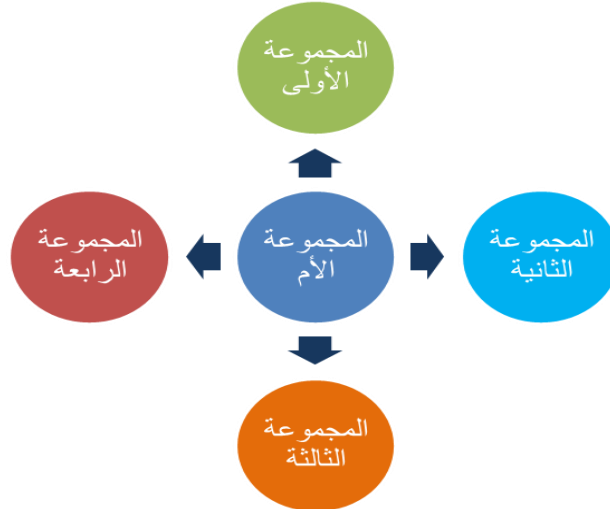 المجموعة
الأولى
المجموعة
الرابعة
المجموعة
الأم
المجموعة
الثانية
المجموعة
الثالثة